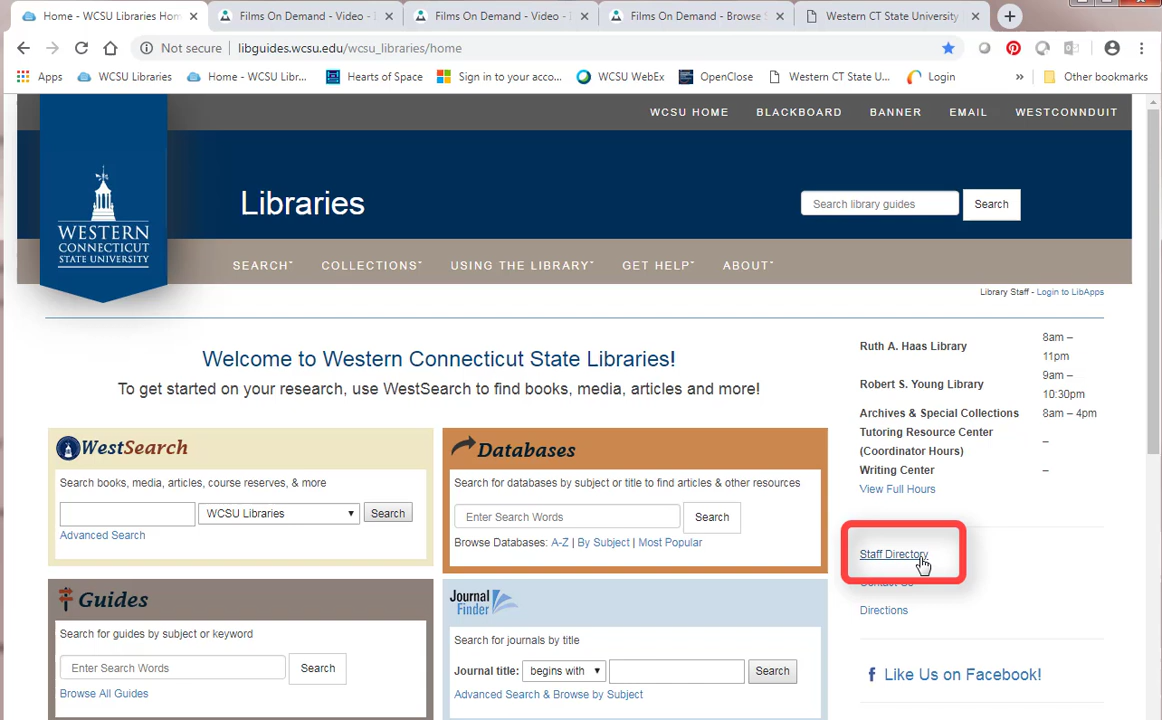 Home - WCSU Libraries Hom
Films On Demand - Video -
Films On Demand - Video -
Films On Demand - Browse S
Western CT State University
Not secure
libguides.wcsu.edu/wcsu_libraries/home
Apps
WCSU Libraries
Home - WCSU Libr...
Hearts of Space
Sign in to your acco...
WCSU WebEx
OpenClose
Western CT State U...
Login
»
Other bookmarks
WCSU HOME
BLACKBOARD
BANNER
EMAIL
WESTCONNDUIT
WESTERN
CONNECTICUT
STATE UNIVERSITY
Libraries
Search library guides
Search
SEARCH
COLLECTIONS
USING THE LIBRARY
GET HELP
ABOUT
Library Staff - Login to LibApps
Welcome to Western Connecticut State Libraries!
To get started on your research, use WestSearch to find books, media, articles and more!
WestSearch
Search books, media, articles, course reserves, & more
WCSU Libraries
Search
Advanced Search
Databases
Search for databases by subject or title to find articles & other resources
Enter Search Words
Search
Browse Databases: A-Z | By Subject | Most Popular
Guides
Search for guides by subject or keyword
Enter Search Words
Search
Browse All Guides
Journal
Finder
Search for journals by title
Journal title:
begins with
Search
Advanced Search & Browse by Subject
Ruth A. Haas Library
8am –
11pm
Robert S. Young Library
9am –
10:30pm
Archives & Special Collections
8am – 4pm
Tutoring Resource Center
(Coordinator Hours)
–
Writing Center
–
View Full Hours
Staff Directory
Contact Us
Directions
f Like Us on Facebook!